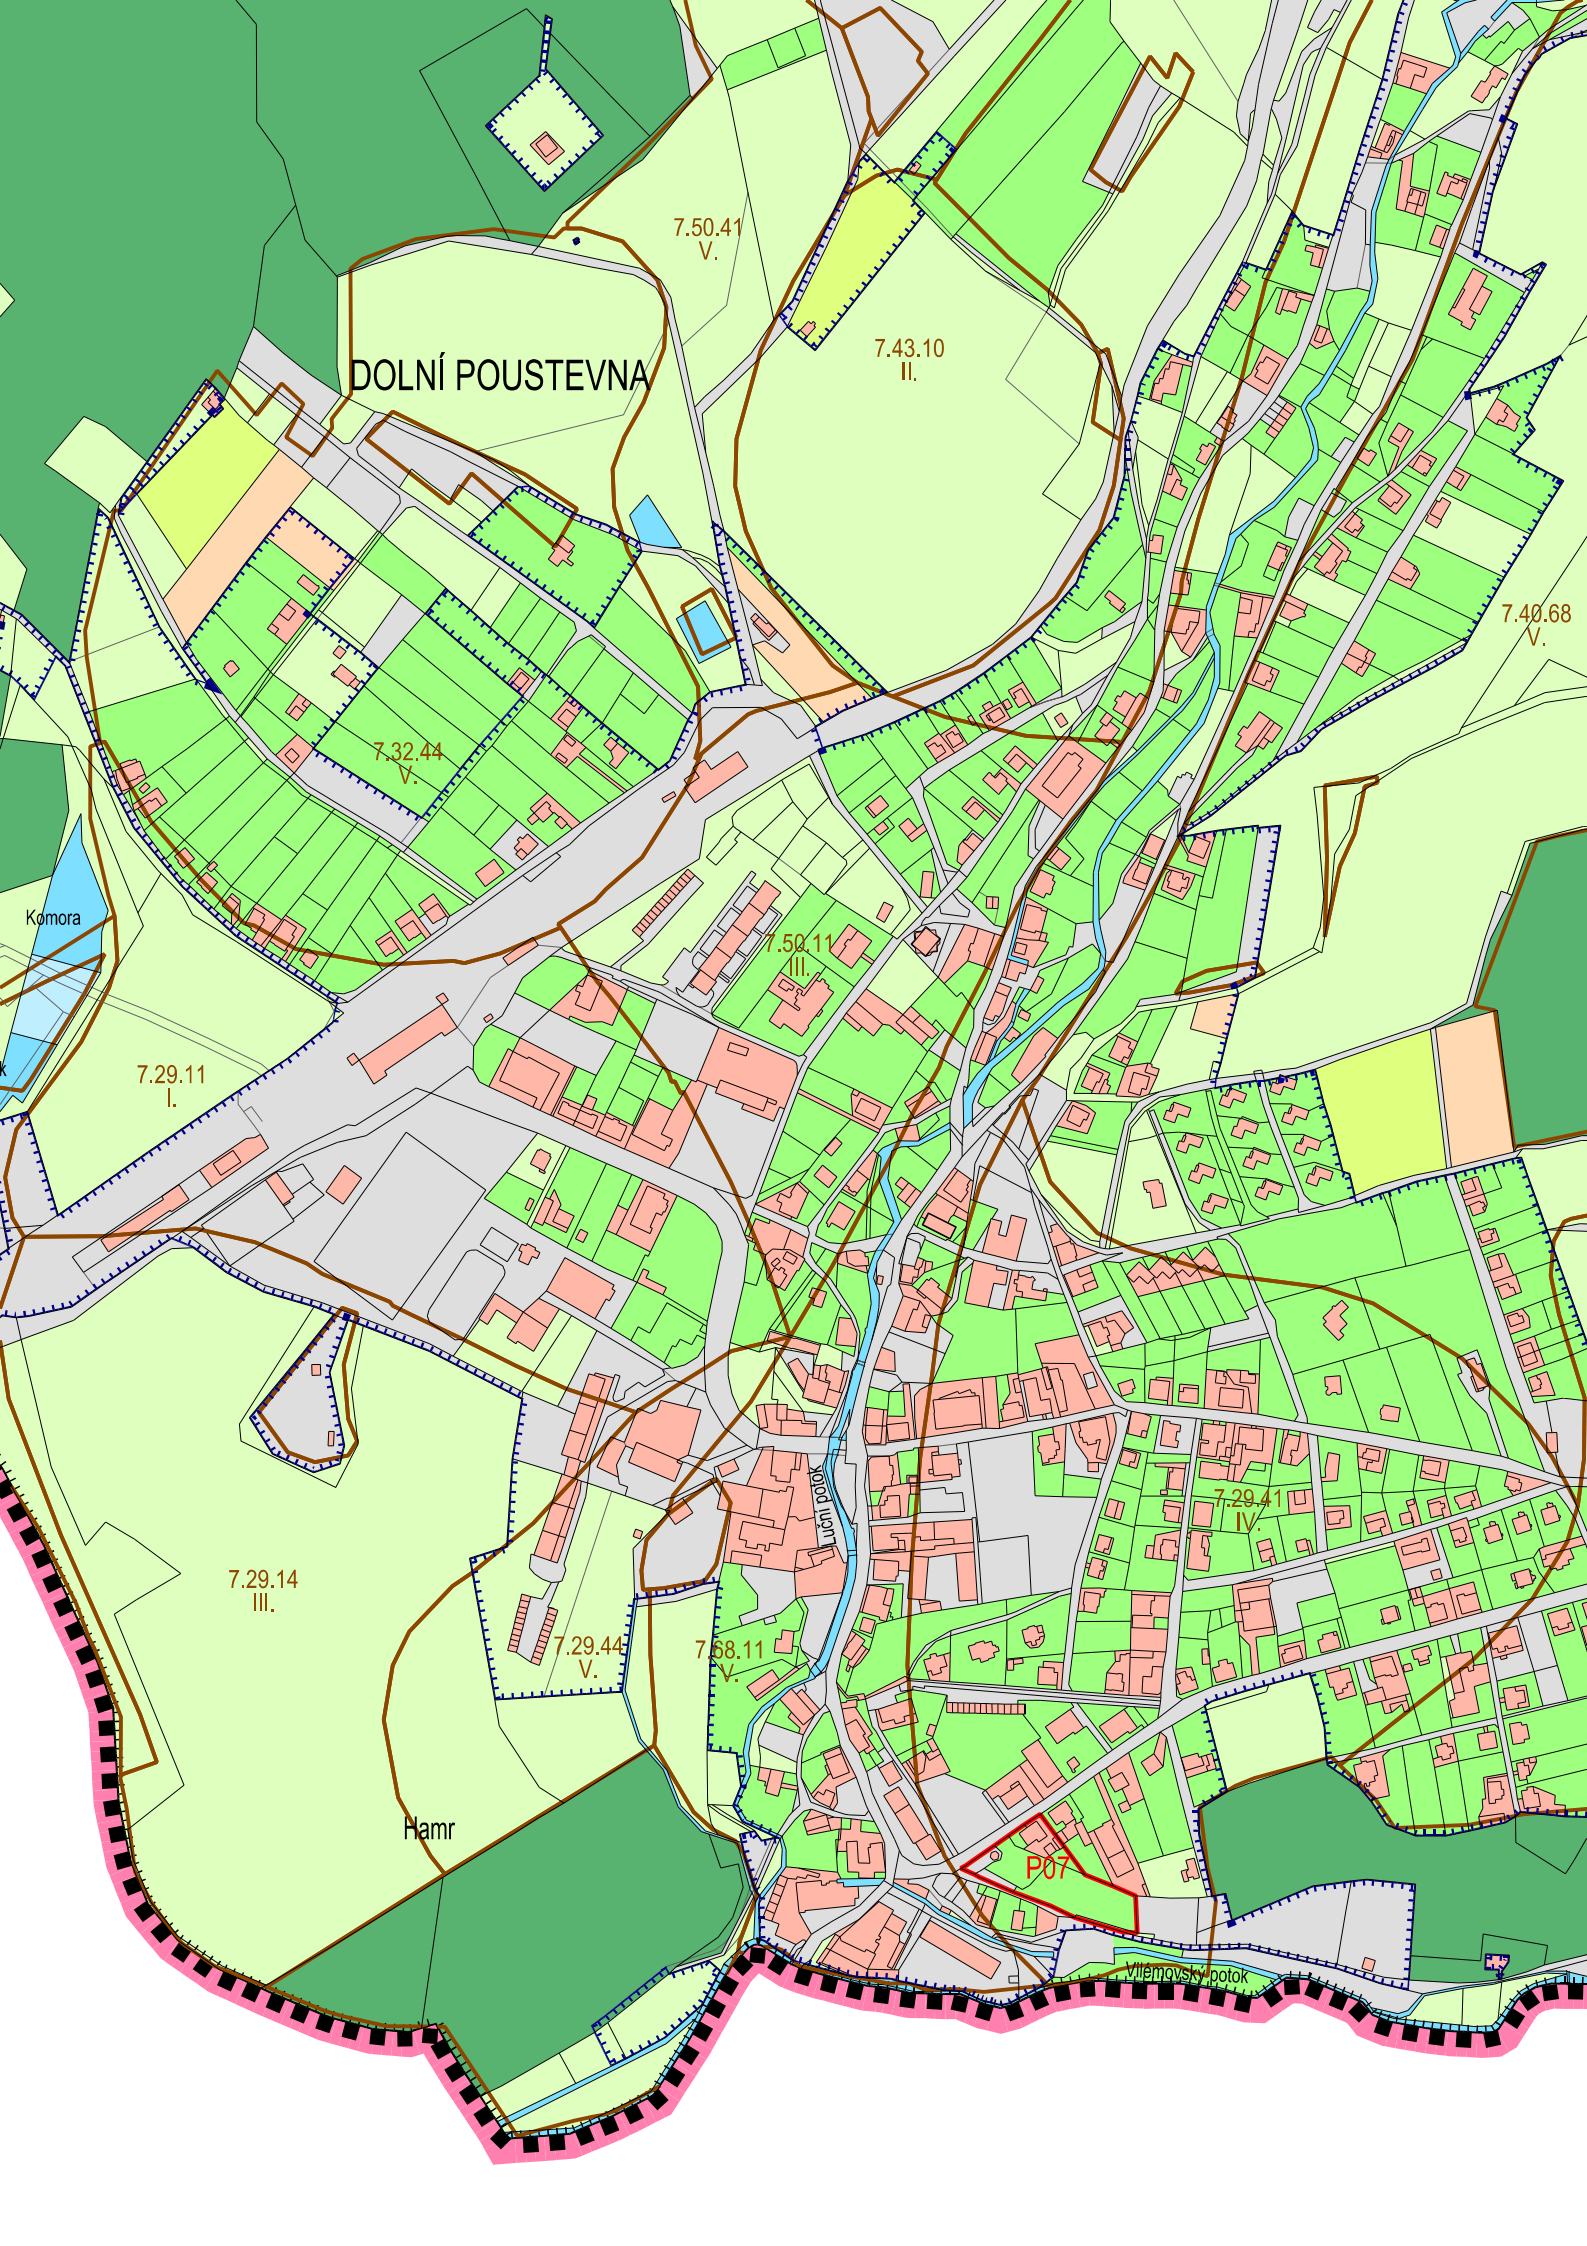 7.50.41
V.
7.43.10
II.
DOLNÍ POUSTEVNA
7.40.68
V.
7.32.44
V.
Komora
7.50.11
III.
k
7.29.11
I.
Luční potok
7.29.41
IV.
7.29.14
III.
7.29.44
V.
7.68.11
V.
Hamr
P07
Vilémovský potok